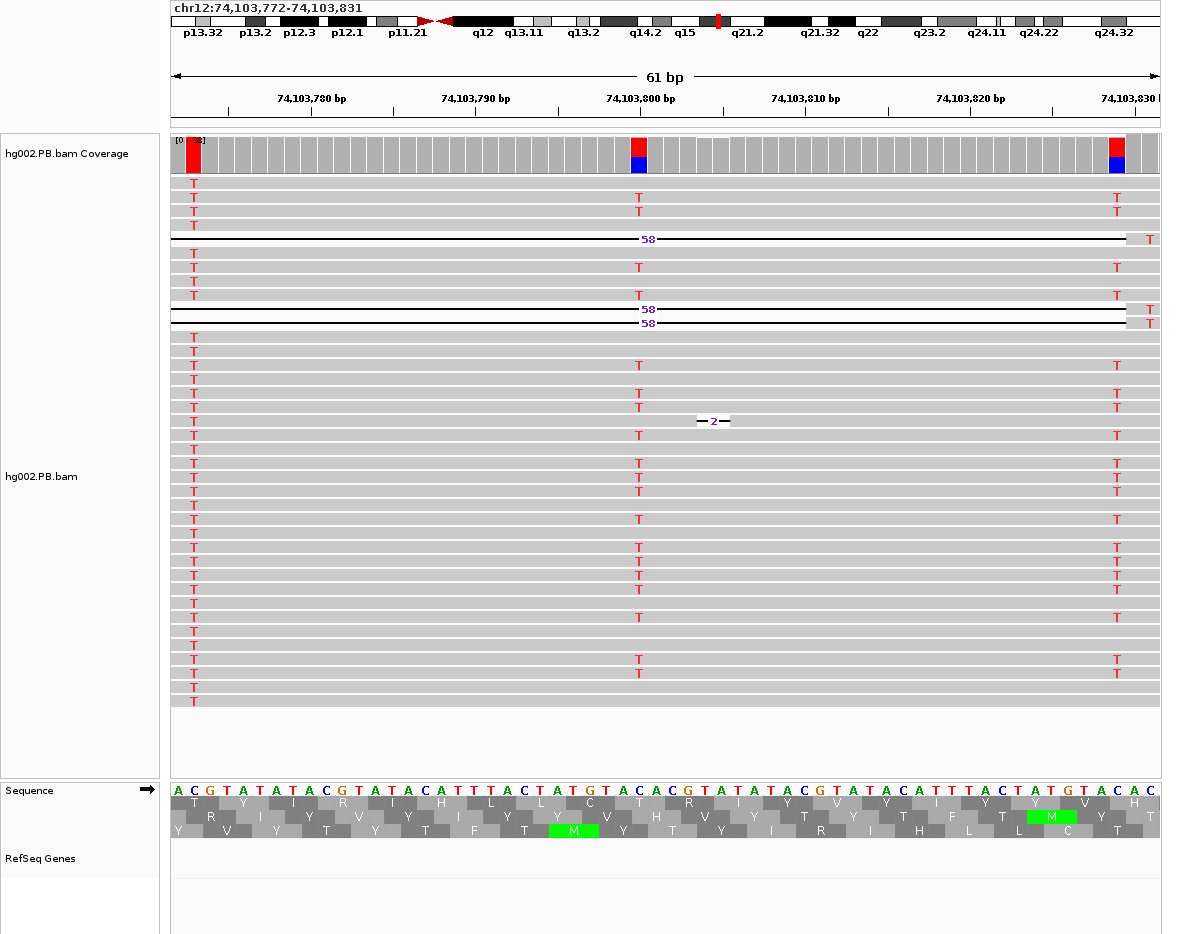 chr12:74,103,772-74,103,831
p13.32 p13.2 p12.3 p12.1 p11.21 q12 q13.11 q13.2 q14.2 q15 q21.2 q21.32 q22 q23.2 q24.11 q24.22 q24.32
61 bp
74,103,780 bp 74,103,790 bp 74,103,800 bp 74,103,810 bp 74,103,820 bp 74,103,830
hg002.PB.bam Coverage
T
T T T
T T T
T
58 T
T
T T T
T
T T T
58 T
58 T
T
T
T T T
T
T T T
T T T
T 2
T T T
T
T T T
hg002.PB.bam T T T
T T T
T
T T T
T
T T T
T T T
T T T
T T T
T
T T T
T
T
T T T
T T T
T
T
Sequence A C G T A T A T A C G T A T A C A T T T A C T A T G T A C A C G T A T A T A C G T A T A C A T T T A C T A T G T A C A C
T Y I R I H L L C T R I Y V Y I Y Y V H
R I Y V Y I Y Y V H V Y T Y T F T M Y T
Y V Y T Y T F T M Y T Y I R I H L L C T
RefSeq Genes